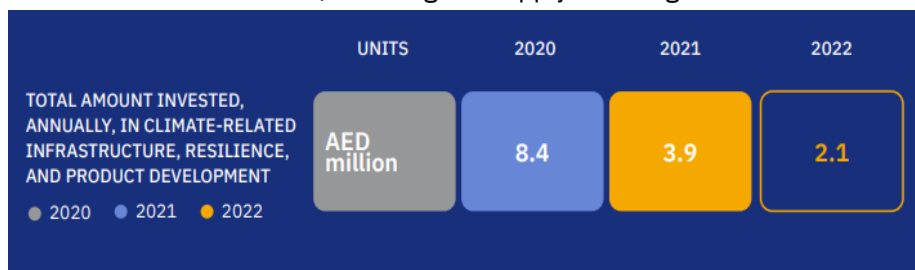 UNITS 2020 2021 2022
TOTAL AMOUNT INVESTED,
ANNUALLY, IN CLIMATE-RELATED
INFRASTRUCTURE, RESILIENCE,
AND PRODUCT DEVELOPMENT
2020 2021 2022
AED
million
8.4 3.9 2.1